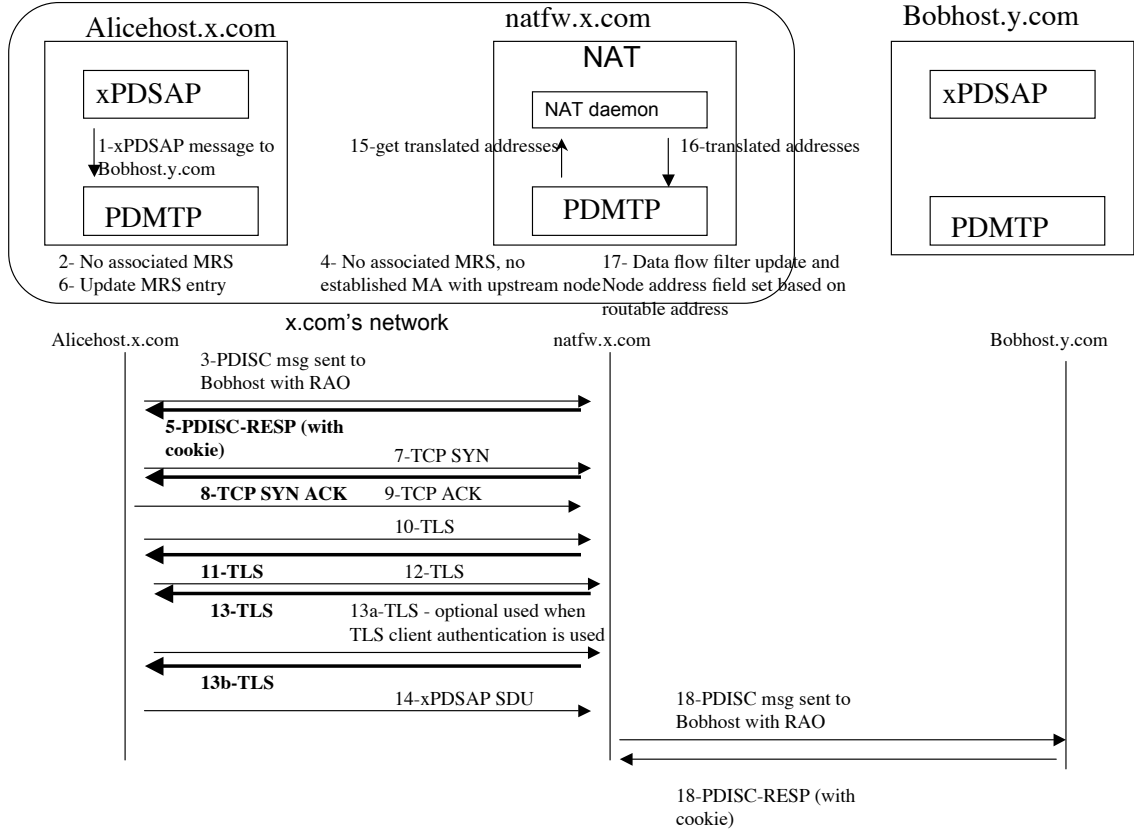 Alicehost.x.com
natfw.x.com
Bobhost.y.com
NAT
xPDSAP
NAT daemon
xPDSAP
1-xPDSAP message to
Bobhost.y.com
15-get translated addresses
16-translated addresses
PDMTP
PDMTP
PDMTP
2- No associated MRS
6- Update MRS entry
4- No associated MRS, no
established MA with upstream node
17- Data flow filter update and
Node address field set based on
routable address
x.com's network
Alicehost.x.com
natfw.x.com
Bobhost.y.com
3-PDISC msg sent to
Bobhost with RAO
5-PDISC-RESP (with
cookie)
7-TCP SYN
8-TCP SYN ACK
9-TCP ACK
10-TLS
11-TLS
12-TLS
13-TLS
13a-TLS - optional used when
TLS client authentication is used
13b-TLS
14-xPDSAP SDU
18-PDISC msg sent to
Bobhost with RAO
18-PDISC-RESP (with
cookie)